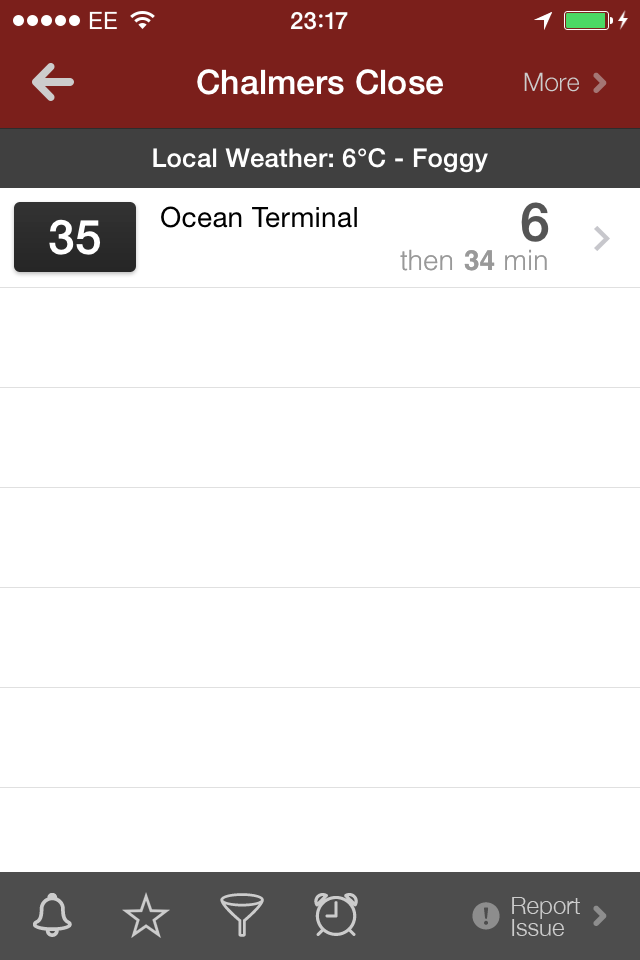 EE 23:17
Chalmers Close More
Local Weather: 6°C - Foggy
35 Ocean Terminal 6
then 34 min
Report
Issue